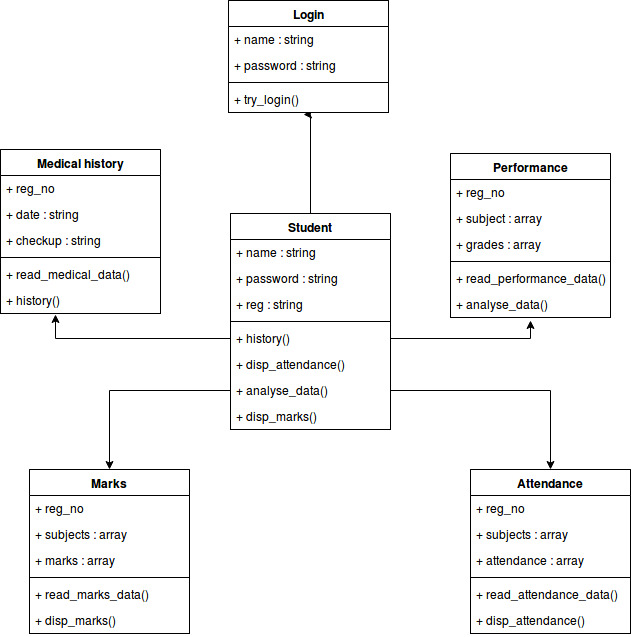 Login
+ name : string
+ password : string
+ try_login()
Medical history
+ reg_no
+ date : string
+ checkup : string
+ read_medical_data()
+ history()
Performance
+ reg_no
+ subject : array
+ grades : array
+ read_performance_data()
+ analyse_data()
Student
+ name : string
+ password : string
+ reg : string
+ history()
+ disp_attendance()
+ analyse_data()
+ disp_marks()
Marks
+ reg_no
+ subjects : array
+ marks : array
+ read_marks_data()
+ disp_marks()
Attendance
+ reg_no
+ subjects : array
+ attendance : array
+ read_attendance_data()
+ disp_attendance()